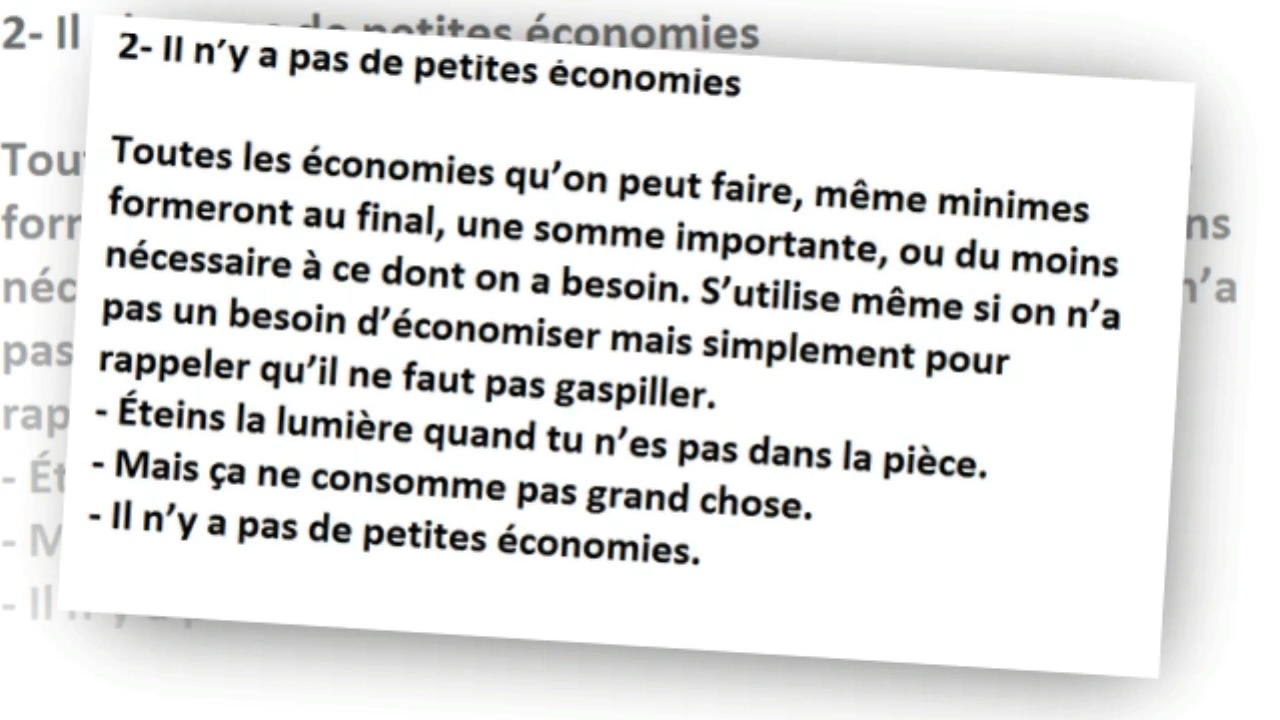 2- Il n’y a pas de petites économies
Toutes les économies qu’on peut faire, même minimes
formeront au final, une somme importante, ou du moins
nécessaire à ce dont on a besoin. S’utilise même si on n’a
pas un besoin d’économiser mais simplement pour
rappeler qu’il ne faut pas gaspiller.
- Éteins la lumière quand tu n’es pas dans la pièce.
- Mais ça ne consomme pas grand chose.
- Il n’y a pas de petites économies.